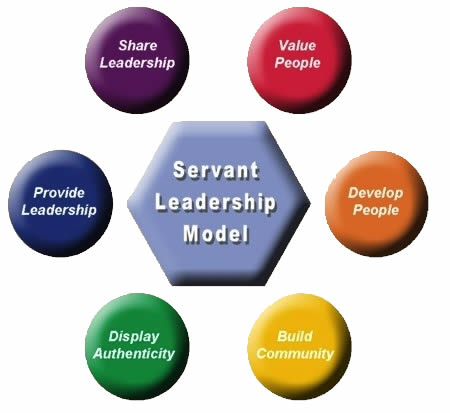 Share
Leadership
Value
People
Servant
Leadership
Model
Provide
Leadership
Develop
People
Display
Authenticity
Build
Community